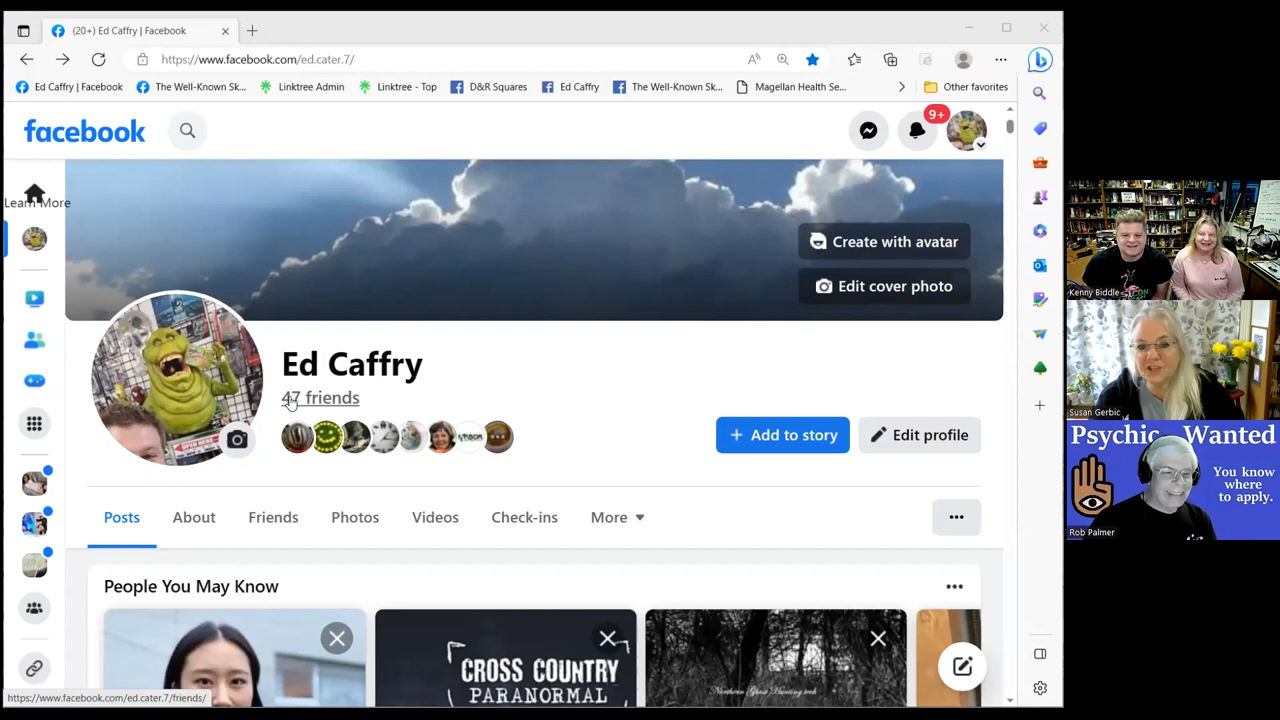 (20+) Ed Caffry | Facebook
https://www.facebook.com/ed.cater.7/
Ed Caffry | Facebook
The Well-Known Sk...
Linktree Admin
Linktree - Top
D&R Squares
Ed Caffry
The Well-Known Sk...
Magellan Health Se...
Other favorites
facebook
9+
Learn More
Create with avatar
Edit cover photo
Ed Caffry
47 friends
+ Add to story
Edit profile
Posts
About
Friends
Photos
Videos
Check-ins
More
People You May Know
CROSS COUNTRY
PARANORMAL
Northern Ghost Hunting tech
https://www.facebook.com/ed.cater.7/friends/
Kenny Biddle
Susan Gerbic
Psychic Wanted
You know
where
to apply.
Rob Palmer